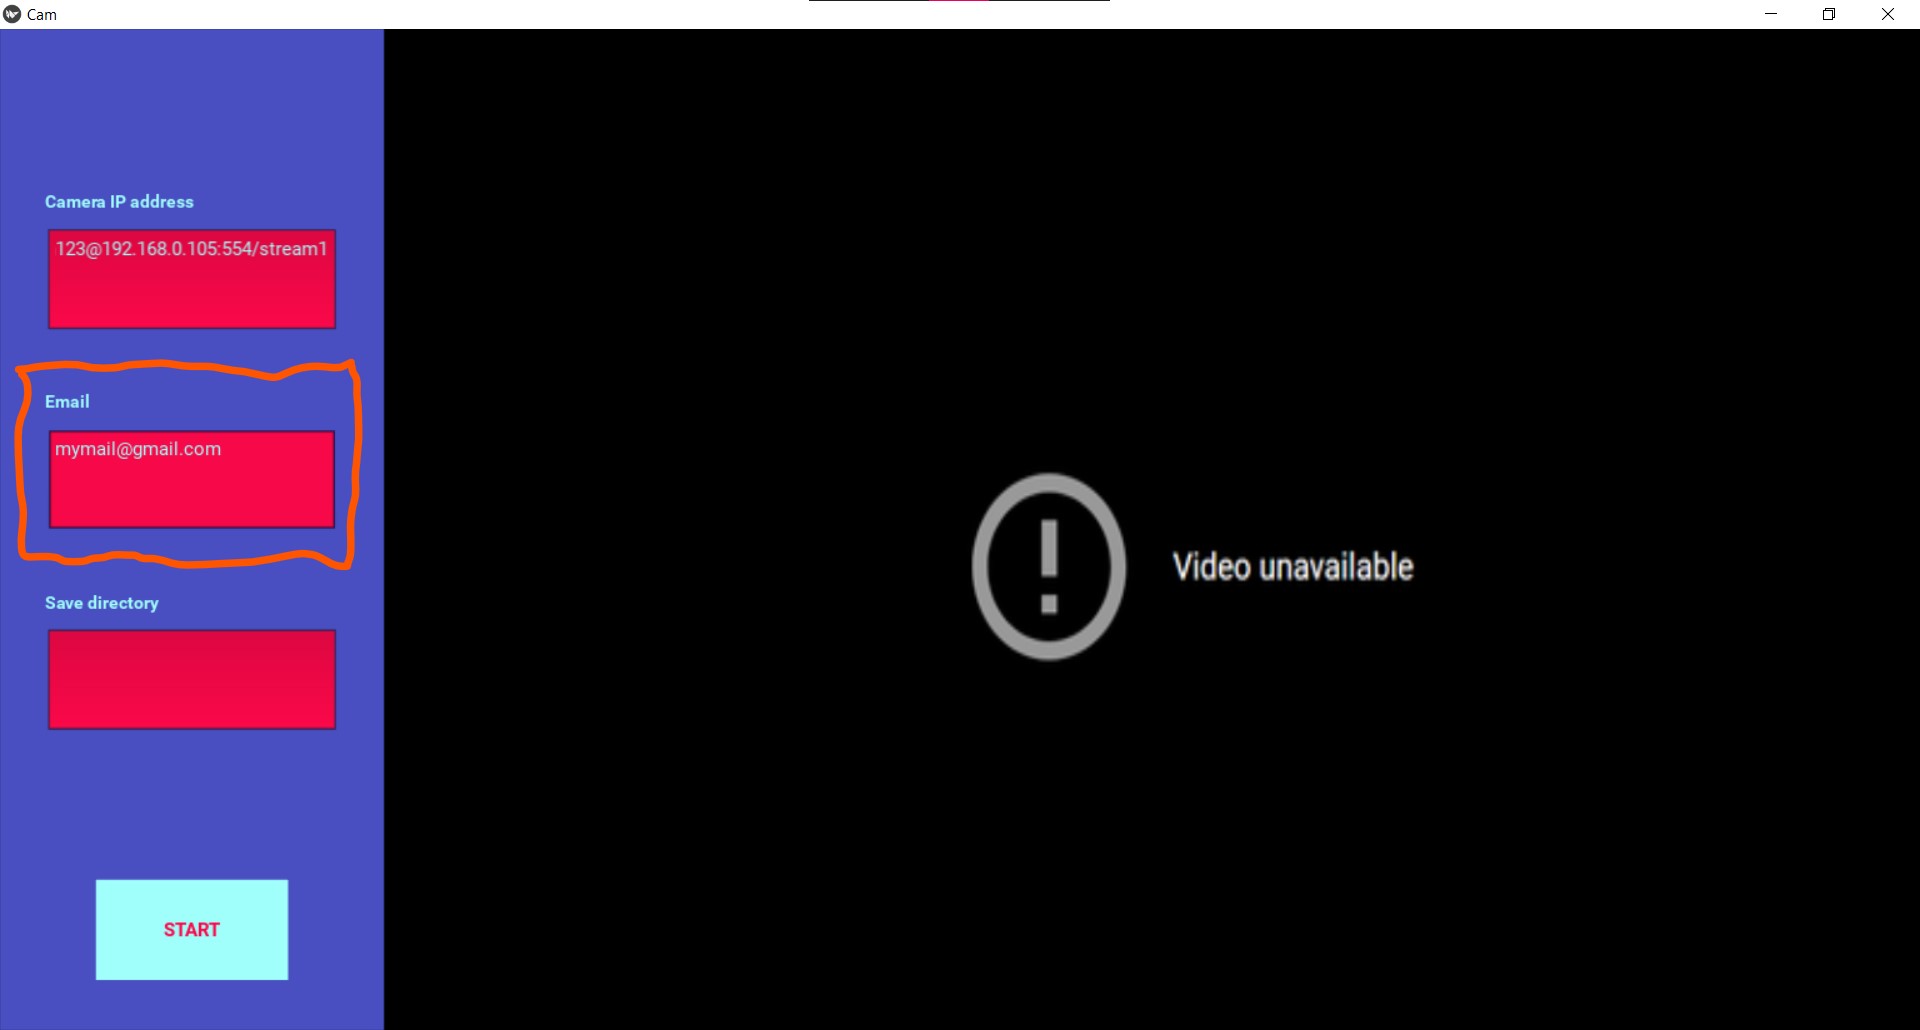 Cam
Camera IP address
123@192.168.0.105:554/stream1
Email
mymail@gmail.com
Save directory
START
Video unavailable